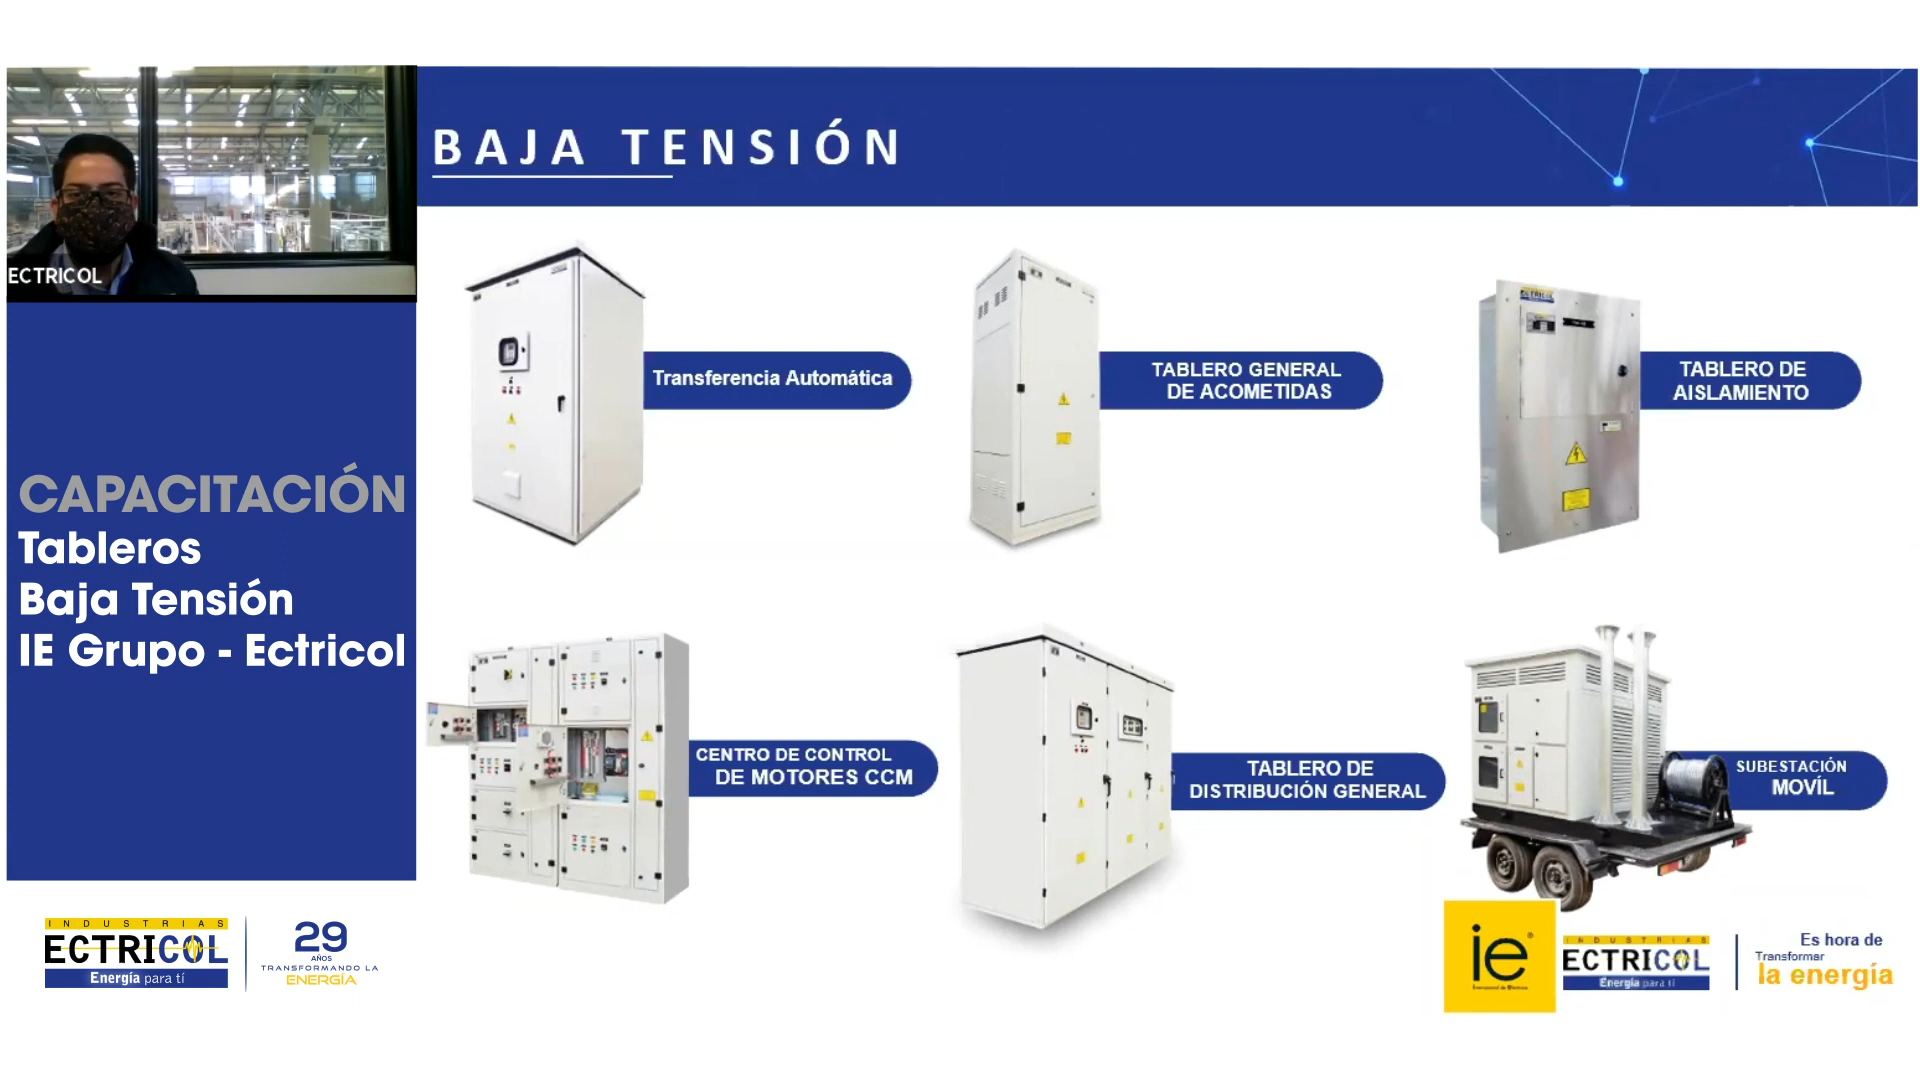 ECTRICOL
BAJA TENSIÓN
CAPACITACIÓN
Tableros
Baja Tensión
IE Grupo - Ectricol
Transferencia Automática
TABLERO GENERAL
DE ACOMETIDAS
TABLERO DE
AISLAMIENTO
CENTRO DE CONTROL
DE MOTORES CCM
TABLERO DE
DISTRIBUCIÓN GENERAL
SUBESTACIÓN
MOVÍL
INDUSTRIAS
ECTRICOL
Energía para tí
29
AÑOS
TRANSFORMANDO LA
ENERGÍA
ie
INDUSTRIAS
ECTRICOL
Energía para tí
Es hora de
Transformar
la energía